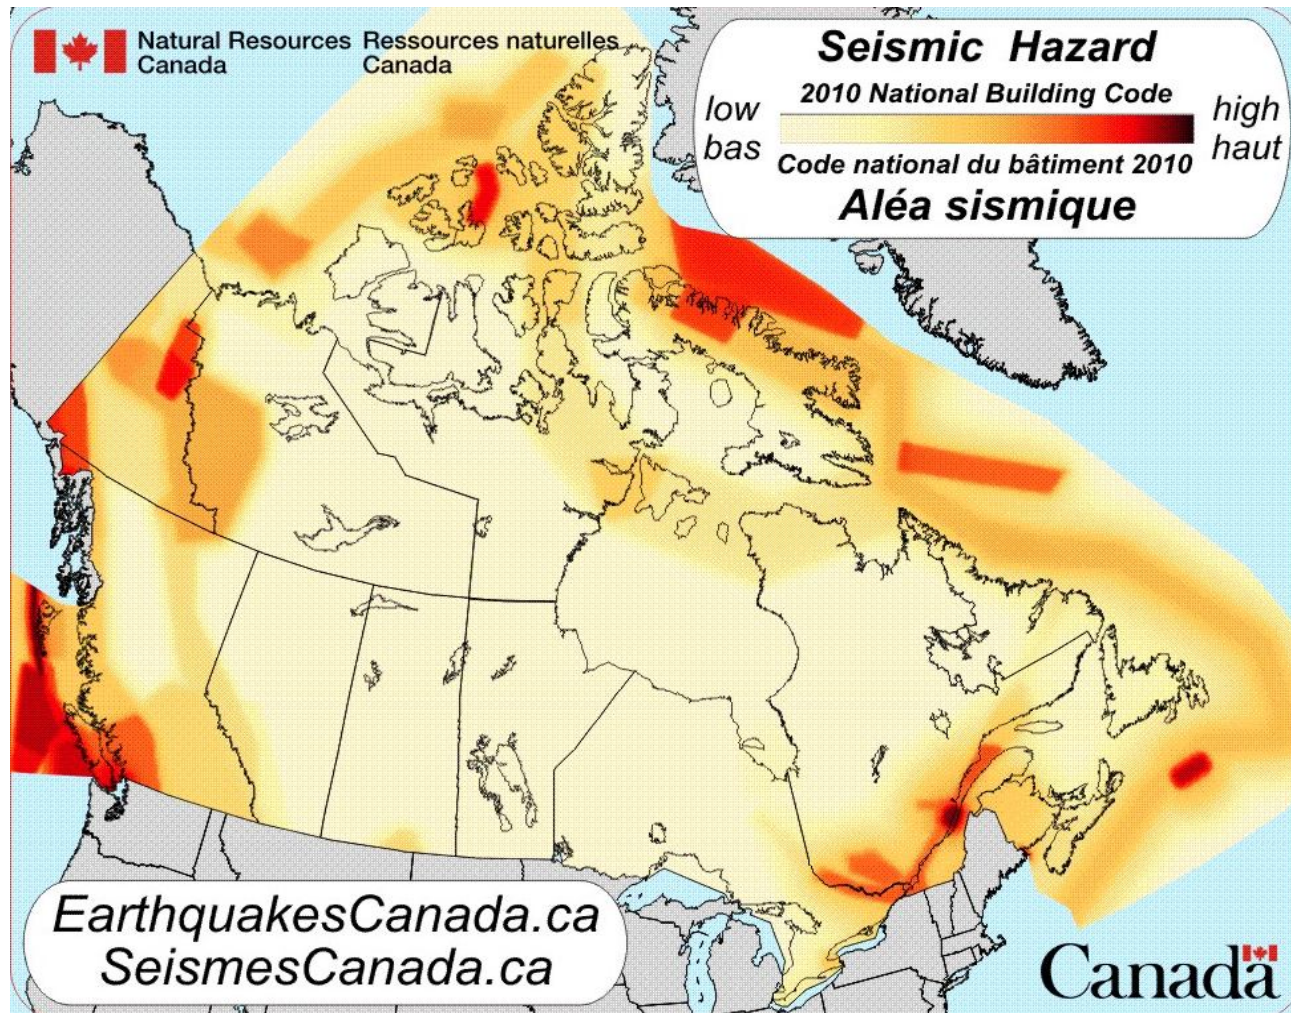 Natural Resources Ressources naturelles
Canada Canada
Seismic Hazard
2010 National Building Code
low high
bas haut
Code national du bâtiment 2010
Aléa sismique
EarthquakesCanada.ca
SeismesCanada.ca
Canada